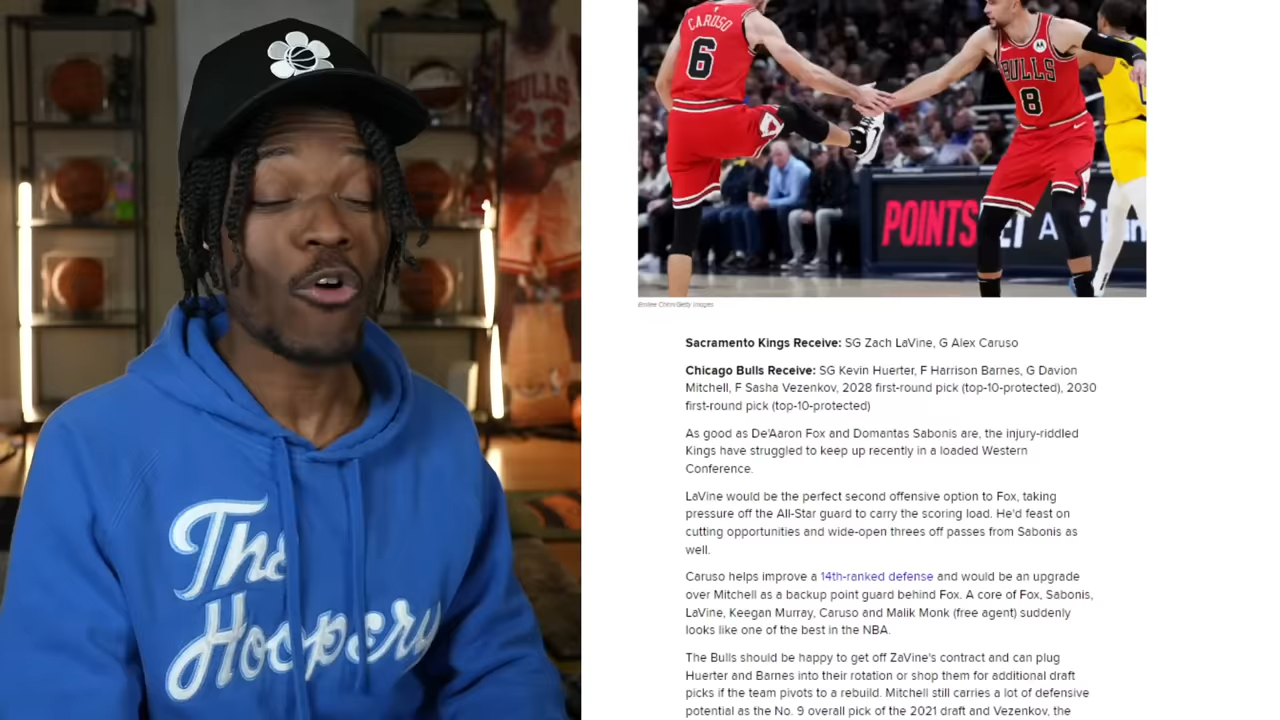 CARUSO
6
BULLS
8
BULLS
23
POINTS
The
Hoopery
Sacramento Kings Receive: SG Zach LaVine, G Alex Caruso
Chicago Bulls Receive: SG Kevin Huerter, F Harrison Barnes, G Davion
Mitchell, F Sasha Vezenkov, 2028 first-round pick (top-10-protected), 2030
first-round pick (top-10-protected)
As good as De'Aaron Fox and Domantas Sabonis are, the injury-riddled
Kings have struggled to keep up recently in a loaded Western
Conference.
LaVine would be the perfect second offensive option to Fox, taking
pressure off the All-Star guard to carry the scoring load. He'd feast on
cutting opportunities and wide-open threes off passes from Sabonis as
well.
Caruso helps improve a 14th-ranked defense and would be an upgrade
over Mitchell as a backup point guard behind Fox. A core of Fox, Sabonis,
LaVine, Keegan Murray, Caruso and Malik Monk (free agent) suddenly
looks like one of the best in the NBA.
The Bulls should be happy to get off ZaVine's contract and can plug
Huerter and Barnes into their rotation or shop them for additional draft
picks if the team pivots to a rebuild. Mitchell still carries a lot of defensive
potential as the No. 9 overall pick of the 2021 draft and Vezenkov, the